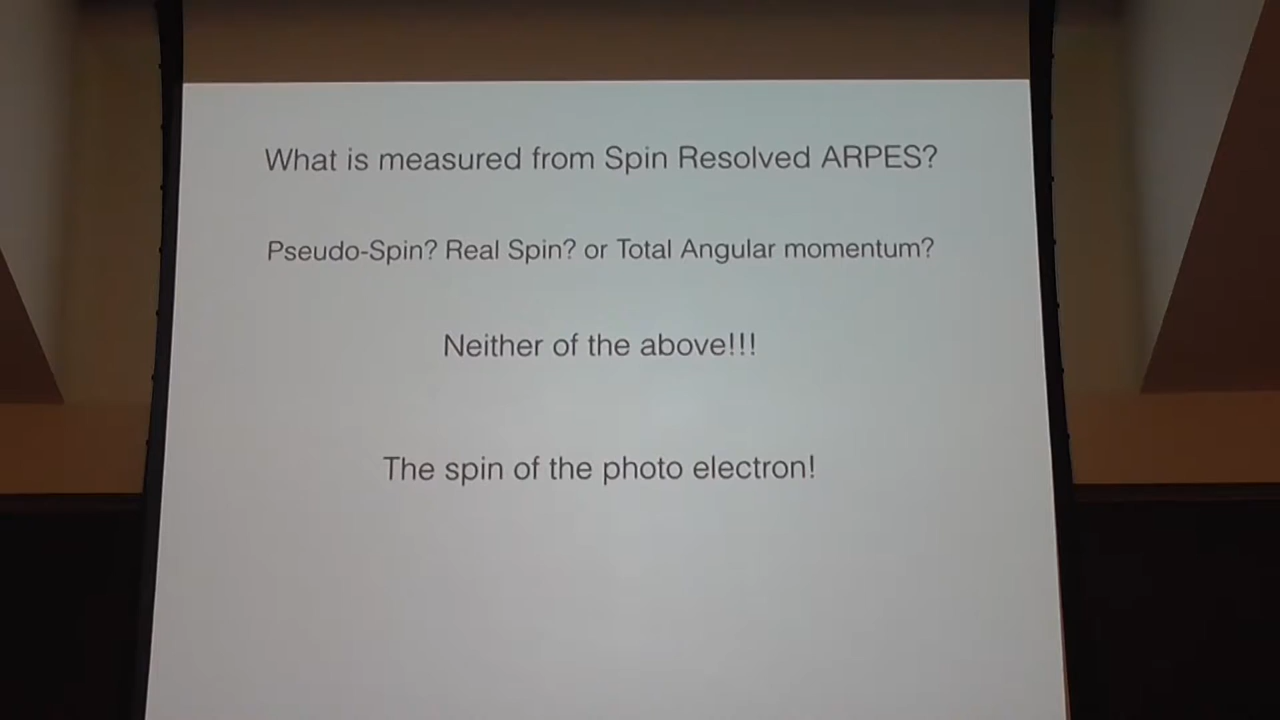 What is measured from Spin Resolved ARPES?
Pseudo-Spin? Real Spin? or Total Angular momentum?
Neither of the above!!!
The spin of the photo electron!